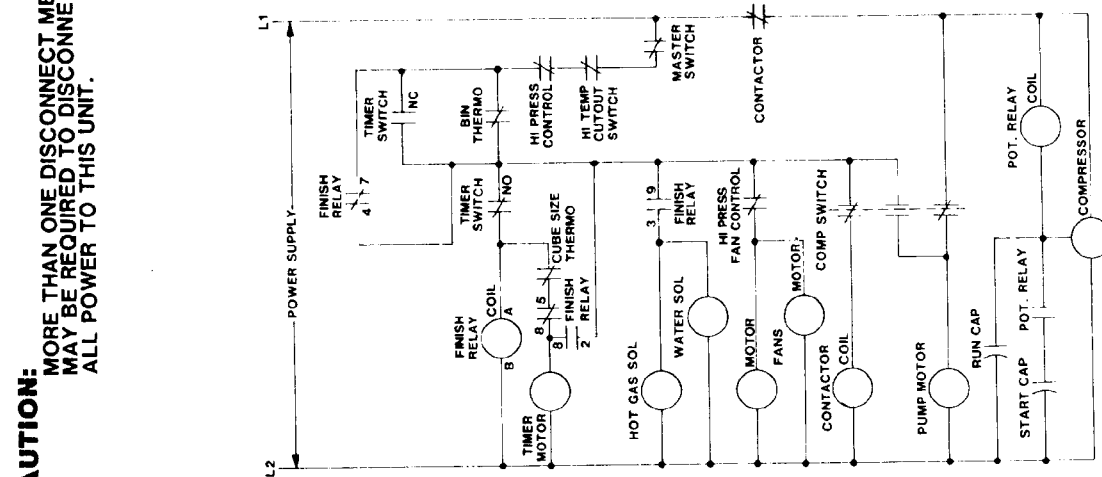 AUTION:
MORE THAN ONE DISCONNECT ME
MAY BE REQUIRED TO DISCONNE
ALL POWER TO THIS UNIT.
L1
L2
POWER SUPPLY
FINISH
RELAY
4 7
TIMER
SWITCH
NC
BIN
THERMO
HI PRESS
CONTROL
HI TEMP
CUTOUT
SWITCH
MASTER
SWITCH
CONTACTOR
TIMER
SWITCH
NO
FINISH
RELAY
COIL
B
A
CUBE SIZE
THERMO
8 5
8
2
FINISH
RELAY
TIMER
MOTOR
3 9
FINISH
RELAY
HOT GAS SOL
WATER SOL
HI PRESS
FAN CONTROL
MOTOR
FANS
MOTOR
COMP SWITCH
CONTACTOR
COIL
PUMP MOTOR
RUN CAP
START CAP
POT. RELAY
POT. RELAY
COIL
COMPRESSOR